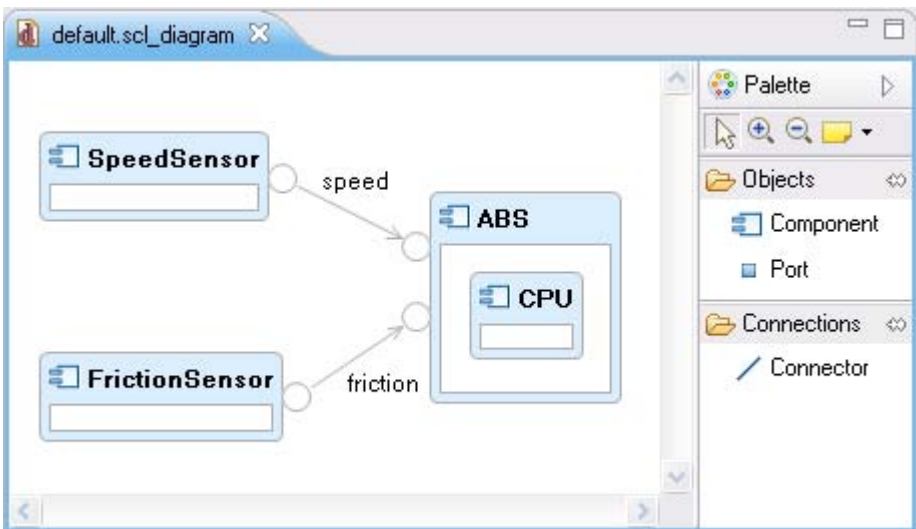 default.scl_diagram
SpeedSensor
speed
ABS
CPU
FrictionSensor
friction
Palette
Objects
Component
Port
Connections
Connector